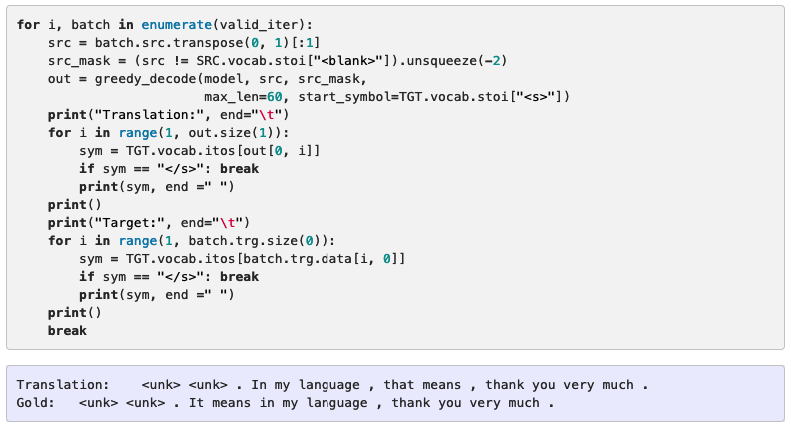 for i, batch in enumerate(valid_iter):
    src = batch.src.transpose(0, 1)[:1]
    src_mask = (src != SRC.vocab.stoi["<blank>"]).unsqueeze(-2)
    out = greedy_decode(model, src, src_mask,
                        max_len=60, start_symbol=TGT.vocab.stoi["<s>"])
    print("Translation:", end="\t")
    for i in range(1, out.size(1)):
        sym = TGT.vocab.itos[out[0, i]]
        if sym == "</s>": break
        print(sym, end =" ")
    print()
    print("Target:", end="\t")
    for i in range(1, batch.trg.size(0)):
        sym = TGT.vocab.itos[batch.trg.data[i, 0]]
        if sym == "</s>": break
        print(sym, end =" ")
    print()
    break
Translation:    <unk> <unk> . In my language , that means , thank you very much .
Gold:   <unk> <unk> . It means in my language , thank you very much .